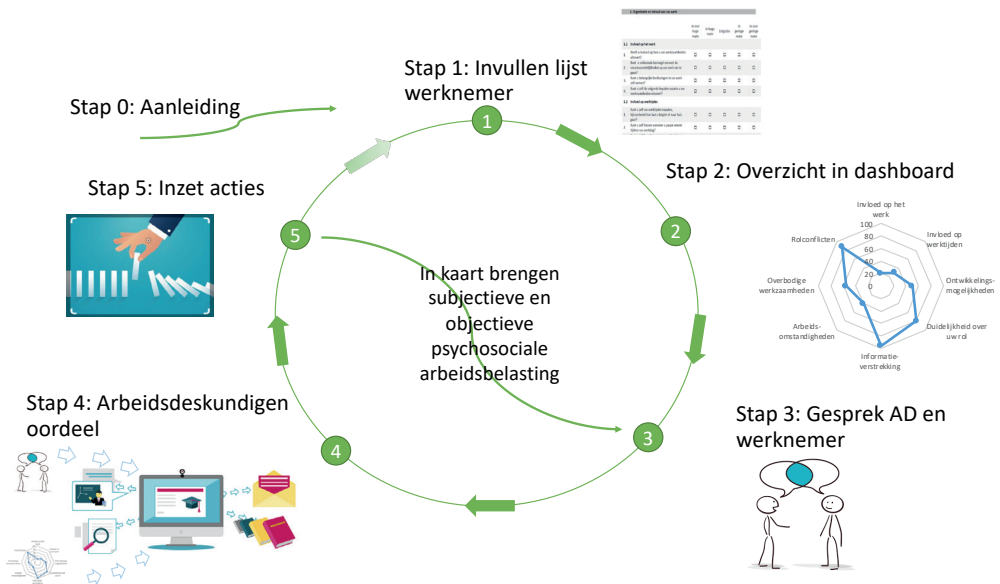 Stap 0: Aanleiding
Stap 1: Invullen lijst
werknemer
1
Stap 2: Overzicht in dashboard
2
Invloed op het
werk
Invloed op
werktijden
Ontwikkelings-
mogelijkheden
Duidelijkheid over
uw rol
Informatie-
verstrekking
Arbeids-
omstandigheden
Overbodige
werkzaamheden
Rolconflicten
100
80
60
40
20
0
Stap 3: Gesprek AD en
werknemer
3
Stap 4: Arbeidsdeskundigen
oordeel
4
Stap 5: Inzet acties
5
In kaart brengen
subjectieve en
objectieve
psychosociale
arbeidsbelasting